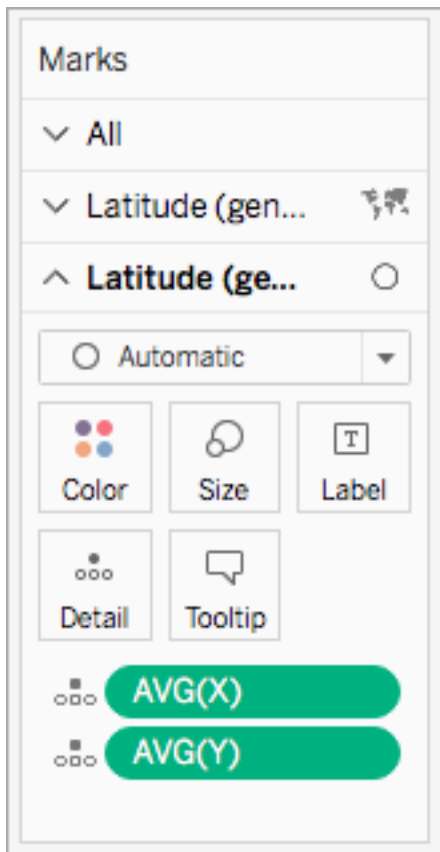 Marks
All
Latitude (gen...
Latitude (ge...
Automatic
T
Color Size Label
Detail Tooltip
AVG(X)
AVG(Y)